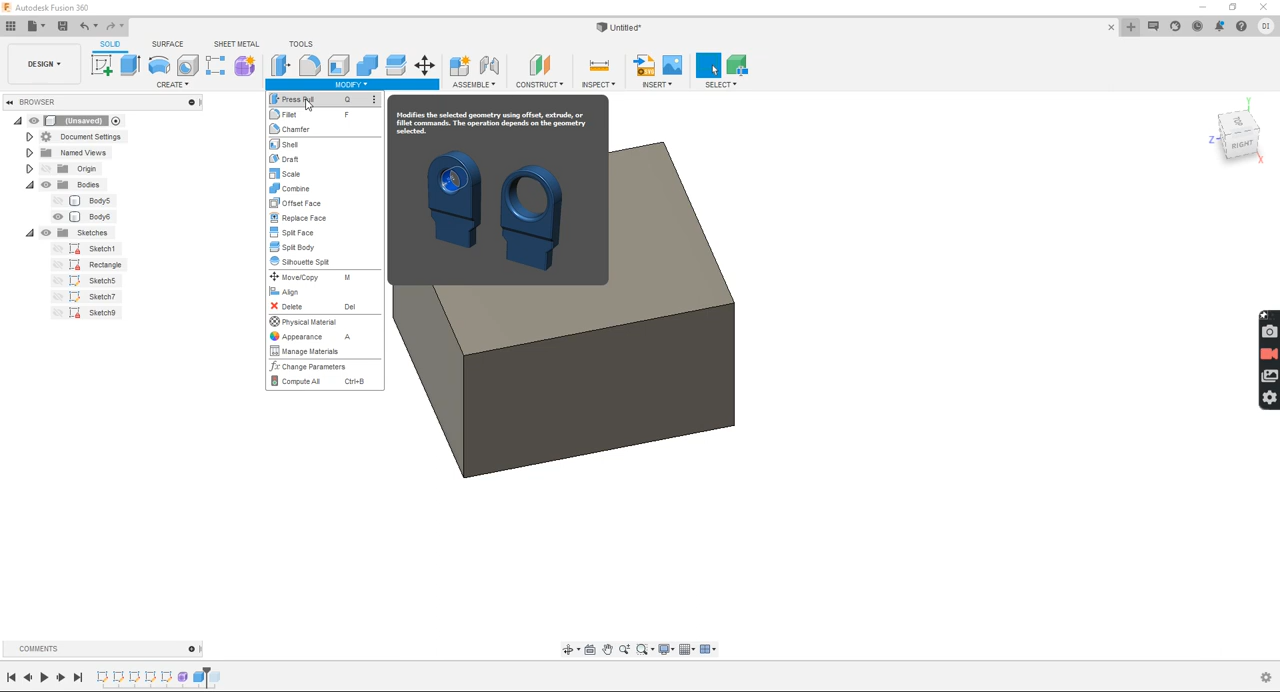 Autodesk Fusion 360
Untitled*
DI
SOLID SURFACE SHEET METAL TOOLS
DESIGN
CREATE MODIFY ASSEMBLE CONSTRUCT INSPECT INSERT SELECT
BROWSER
(Unsaved)
Document Settings
Named Views
Origin
Bodies
Body5
Body6
Sketches
Sketch1
Rectangle
Sketch5
Sketch7
Sketch9
Press Pull Q
Fillet F
Chamfer
Shell
Draft
Scale
Combine
Offset Face
Replace Face
Split Face
Split Body
Silhouette Split
Move/Copy M
Align
Delete Del
Physical Material
Appearance A
Manage Materials
Change Parameters
Compute All Ctrl+B
Modifies the selected geometry using offset, extrude, or
fillet commands. The operation depends on the geometry
selected.
Y
Z
RIGHT
X
COMMENTS